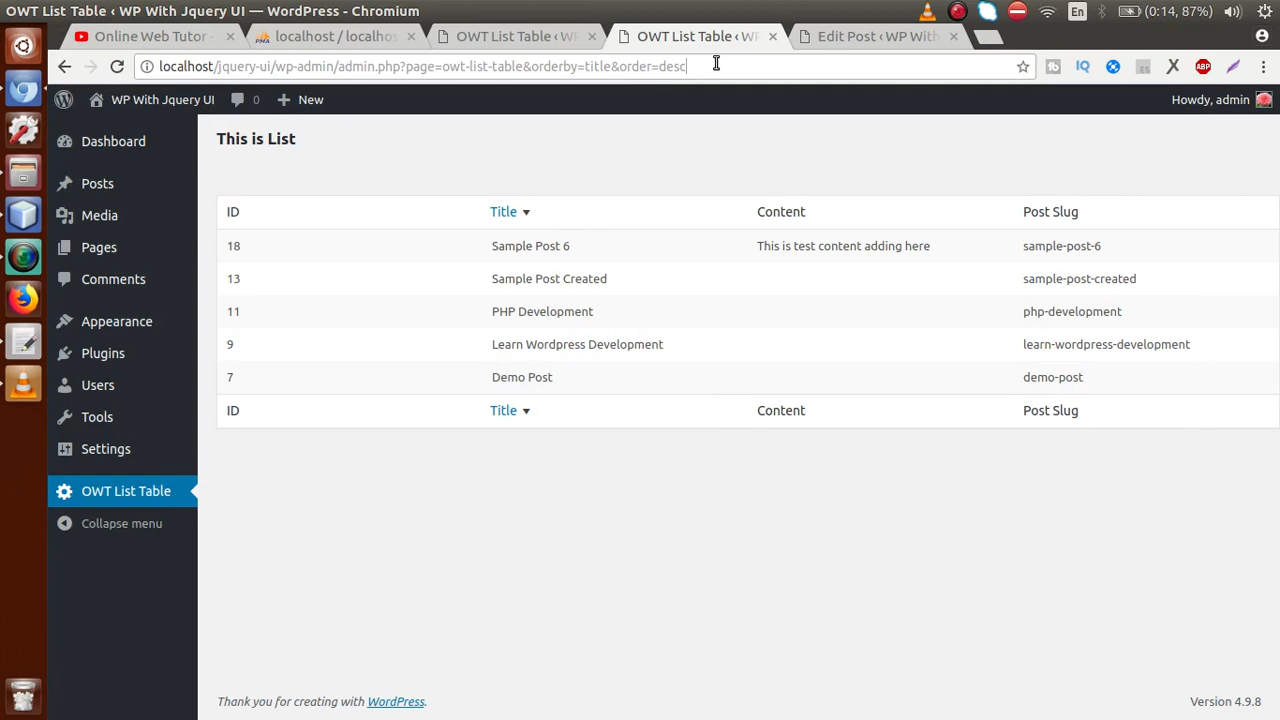 OWT List Table ‹ WP With Jquery UI — WordPress - Chromium
En
(0:14, 87%)
Online Web Tutor -
localhost / localhos
OWT List Table ‹ WP
OWT List Table ‹ WP
Edit Post ‹ WP With
localhost/jquery-ui/wp-admin/admin.php?page=owt-list-table&orderby=title&order=desc
IQ
ABP
WP With Jquery UI
0
New
Howdy, admin
Dashboard
Posts
Media
Pages
Comments
Appearance
Plugins
Users
Tools
Settings
OWT List Table
Collapse menu
This is List
ID Title Content Post Slug
18 Sample Post 6 This is test content adding here sample-post-6
13 Sample Post Created sample-post-created
11 PHP Development php-development
9 Learn Wordpress Development learn-wordpress-development
7 Demo Post demo-post
ID Title Content Post Slug
Thank you for creating with WordPress.
Version 4.9.8